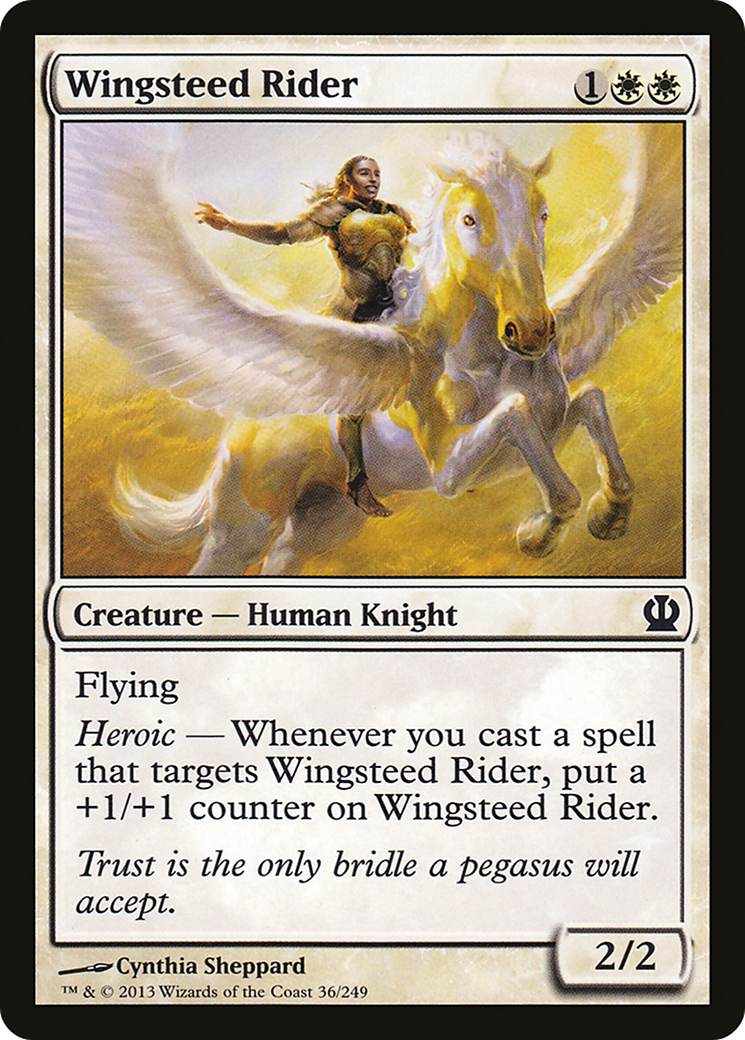 Wingsteed Rider 1
Creature — Human Knight
Flying
Heroic — Whenever you cast a spell
that targets Wingsteed Rider, put a
+1/+1 counter on Wingsteed Rider.
Trust is the only bridle a pegasus will
accept.
2/2
Cynthia Sheppard
™ & © 2013 Wizards of the Coast 36/249